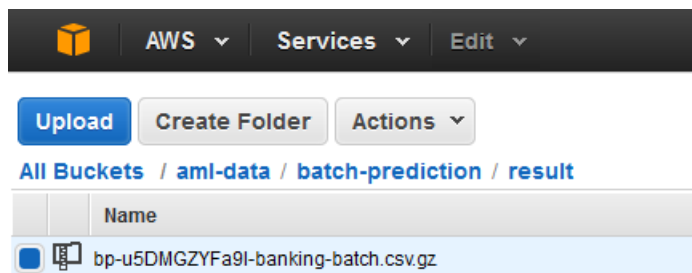 AWS Services Edit
Upload Create Folder Actions
All Buckets / aml-data / batch-prediction / result
Name
bp-u5DMGZYFa9I-banking-batch.csv.gz